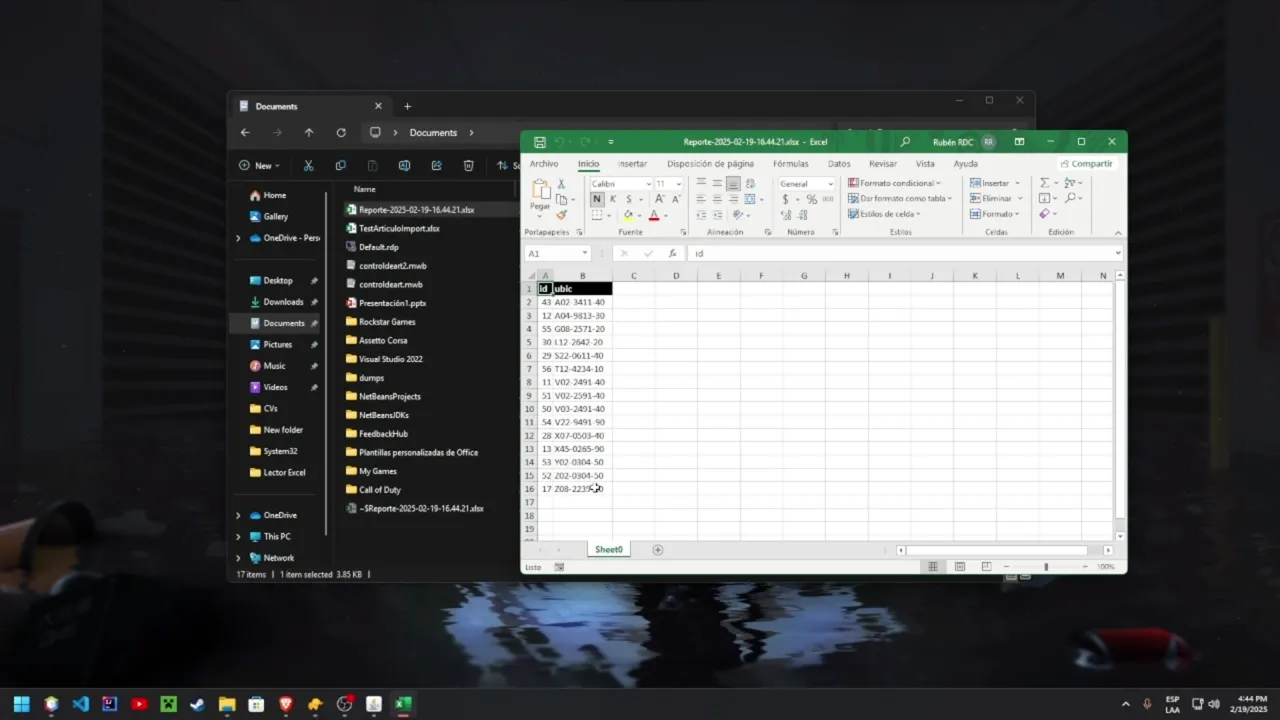 Documents
Documents
New
Name
Home
Gallery
OneDrive - Pers
Desktop
Downloads
Documents
Pictures
Music
Videos
CVs
New folder
System32
Lector Excel
OneDrive
This PC
Network
Reporte-2025-02-19-16.44.21.xlsx
TestArticuloImport.xlsx
Default.rdp
controldeart2.mwb
controldeart.mwb
Presentación1.pptx
Rockstar Games
Assetto Corsa
Visual Studio 2022
dumps
NetBeansProjects
NetBeansJDKs
FeedbackHub
Plantillas personalizadas de Office
My Games
Call of Duty
~$Reporte-2025-02-19-16.44.21.xlsx
17 items | 1 item selected 3.85 KB |
Reporte-2025-02-19-16.44.21.xlsx - Excel
Rubén RDC RR
Archivo Inicio Insertar Disposición de página Fórmulas Datos Revisar Vista Ayuda Compartir
Pegar
Calibri 11
N K S
General
$ % 000
Formato condicional
Dar formato como tabla
Estilos de celda
Insertar
Eliminar
Formato
Portapapeles Fuente Alineación Número Estilos Celdas Edición
A1 fx id
A B C D E F G H I J K L M N
1 id ubic
2 43 A02-3411-40
3 12 A04-9813-30
4 55 G08-2571-20
5 30 L12-2642-20
6 29 S22-0611-40
7 56 T12-4234-10
8 11 V02-2491-40
9 51 V02-2591-40
10 50 V03-2491-40
11 54 V22-9491-90
12 28 X07-0503-40
13 13 X45-0265-90
14 53 Y02-0304-50
15 52 Z02-0304-50
16 17
17
18
19
Sheet0
Listo
100%
ESP
LAA
4:44 PM
2/19/2025